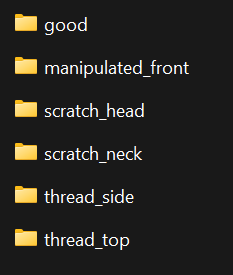 good
manipulated_front
scratch_head
scratch_neck
thread_side
thread_top